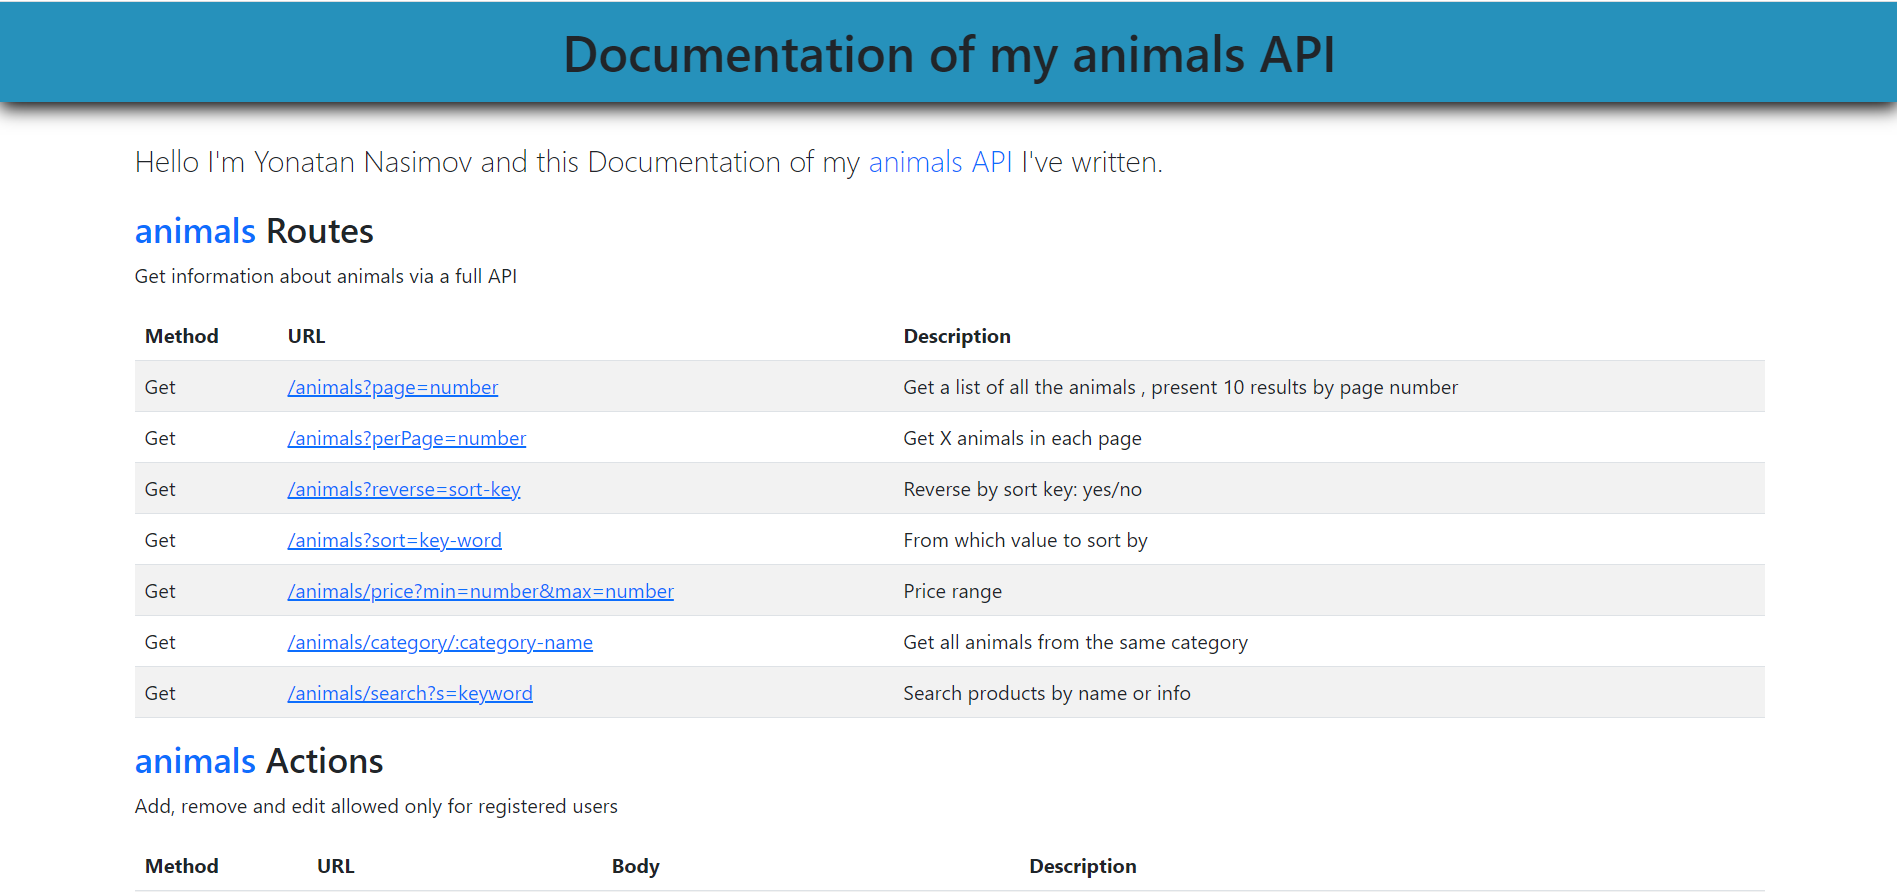 Documentation of my animals API
Hello I'm Yonatan Nasimov and this Documentation of my animals API I've written.
animals Routes
Get information about animals via a full API
Method URL Description
Get /animals?page=number Get a list of all the animals , present 10 results by page number
Get /animals?perPage=number Get X animals in each page
Get /animals?reverse=sort-key Reverse by sort key: yes/no
Get /animals?sort=key-word From which value to sort by
Get /animals/price?min=number&max=number Price range
Get /animals/category/:category-name Get all animals from the same category
Get /animals/search?s=keyword Search products by name or info
animals Actions
Add, remove and edit allowed only for registered users
Method URL Body Description